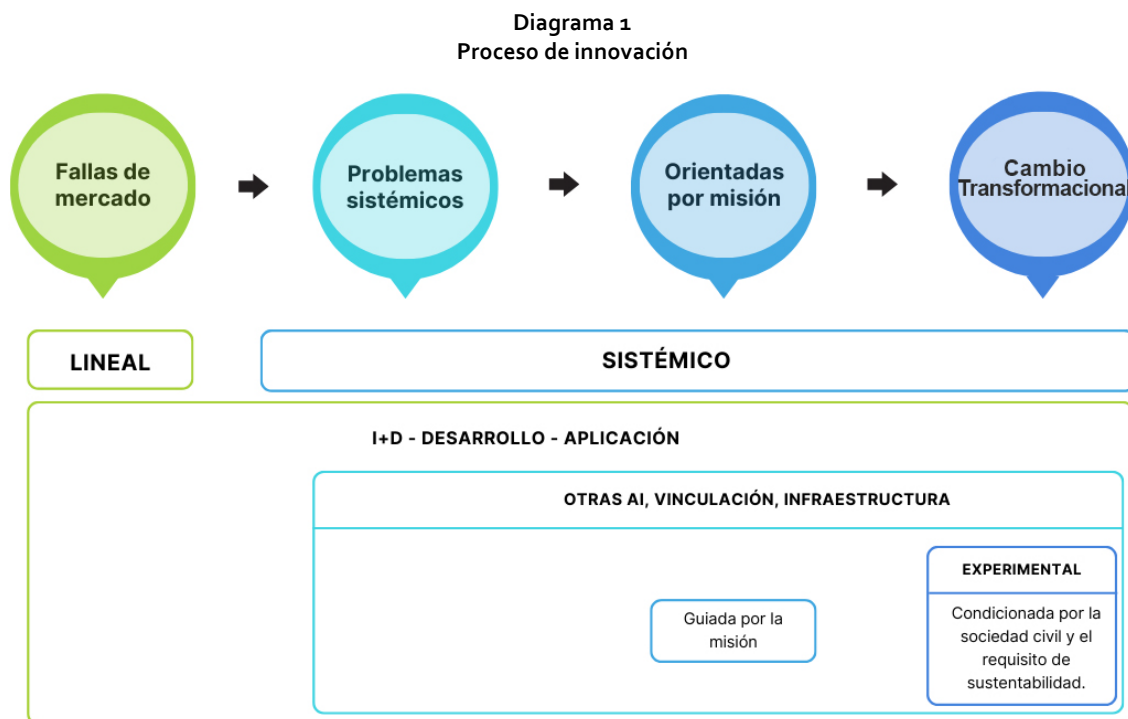 Diagrama 1
Proceso de innovación
Fallas de
mercado
Problemas
sistémicos
Orientadas
por misión
Cambio
Transformacional
LINEAL
SISTÉMICO
I+D - DESARROLLO - APLICACIÓN
OTRAS AI, VINCULACIÓN, INFRAESTRUCTURA
Guiada por la
misión
EXPERIMENTAL
Condicionada por la
sociedad civil y el
requisito de
sustentabilidad.